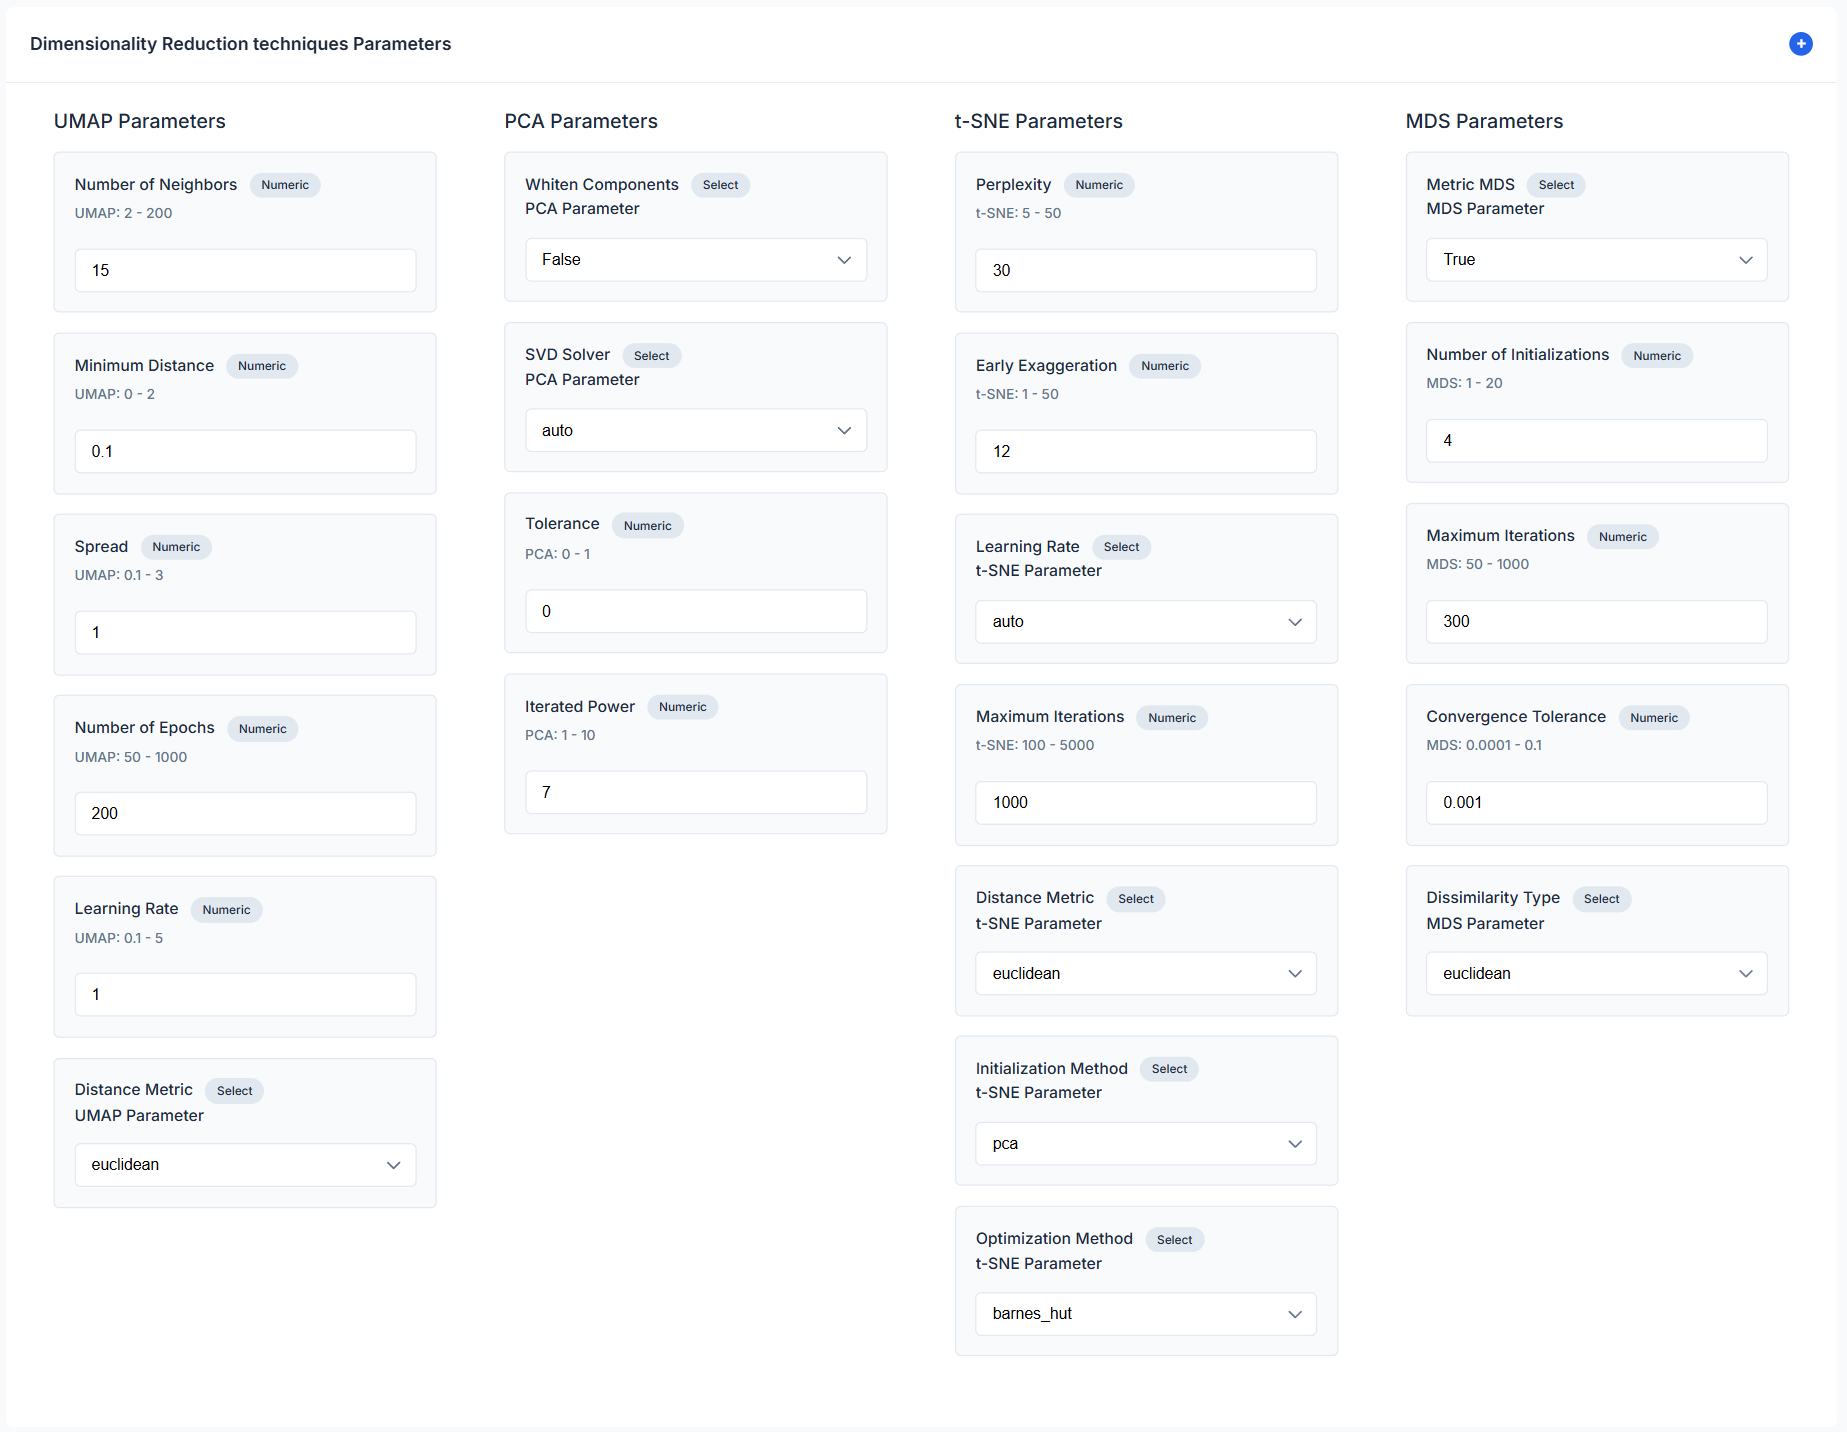 Dimensionality Reduction techniques Parameters
UMAP Parameters
Number of Neighbors Numeric
UMAP: 2 - 200
15
Minimum Distance Numeric
UMAP: 0 - 2
0.1
Spread Numeric
UMAP: 0.1 - 3
1
Number of Epochs Numeric
UMAP: 50 - 1000
200
Learning Rate Numeric
UMAP: 0.1 - 5
1
Distance Metric Select
UMAP Parameter
euclidean
PCA Parameters
Whiten Components Select
PCA Parameter
False
SVD Solver Select
PCA Parameter
auto
Tolerance Numeric
PCA: 0 - 1
0
Iterated Power Numeric
PCA: 1 - 10
7
t-SNE Parameters
Perplexity Numeric
t-SNE: 5 - 50
30
Early Exaggeration Numeric
t-SNE: 1 - 50
12
Learning Rate Select
t-SNE Parameter
auto
Maximum Iterations Numeric
t-SNE: 100 - 5000
1000
Distance Metric Select
t-SNE Parameter
euclidean
Initialization Method Select
t-SNE Parameter
pca
Optimization Method Select
t-SNE Parameter
barnes_hut
MDS Parameters
Metric MDS Select
MDS Parameter
True
Number of Initializations Numeric
MDS: 1 - 20
4
Maximum Iterations Numeric
MDS: 50 - 1000
300
Convergence Tolerance Numeric
MDS: 0.0001 - 0.1
0.001
Dissimilarity Type Select
MDS Parameter
euclidean